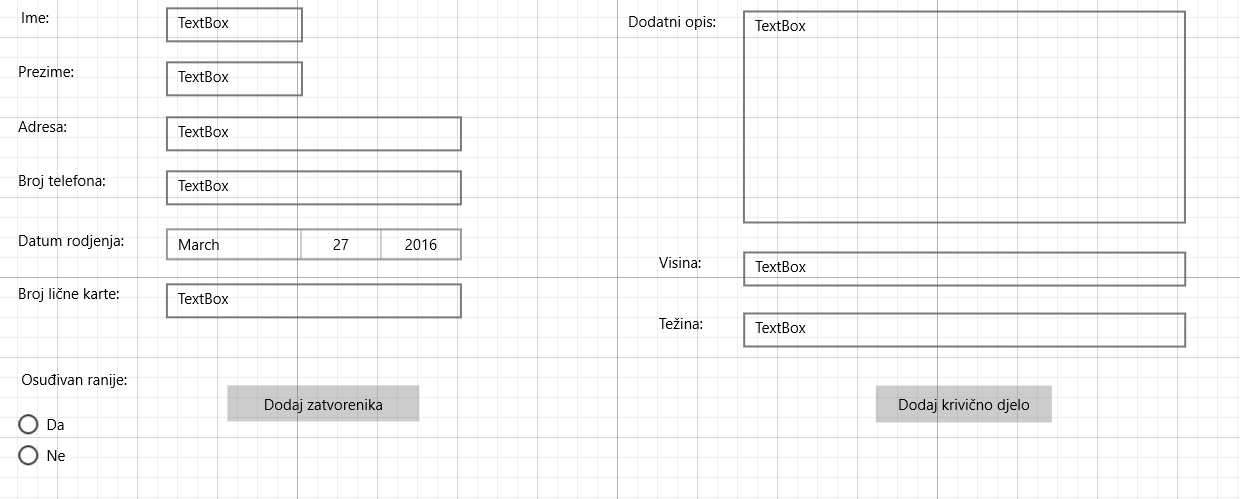 Ime:
TextBox
Prezime:
TextBox
Adresa:
TextBox
Broj telefona:
TextBox
Datum rodjenja:
March 27 2016
Broj lične karte:
TextBox
Osuđivan ranije:
Da
Ne
Dodaj zatvorenika
Dodatni opis:
TextBox
Visina:
TextBox
Težina:
TextBox
Dodaj krivično djelo